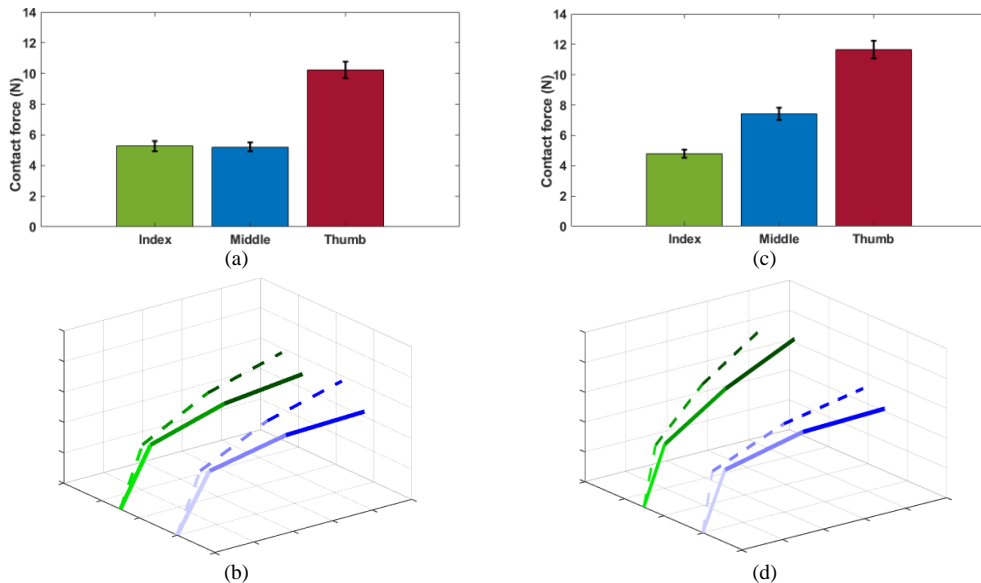 14
12
10
8
6
4
2
0
Contact force (N)
Index Middle Thumb
(a)
14
12
10
8
6
4
2
0
Contact force (N)
Index Middle Thumb
(c)
(b)
(d)